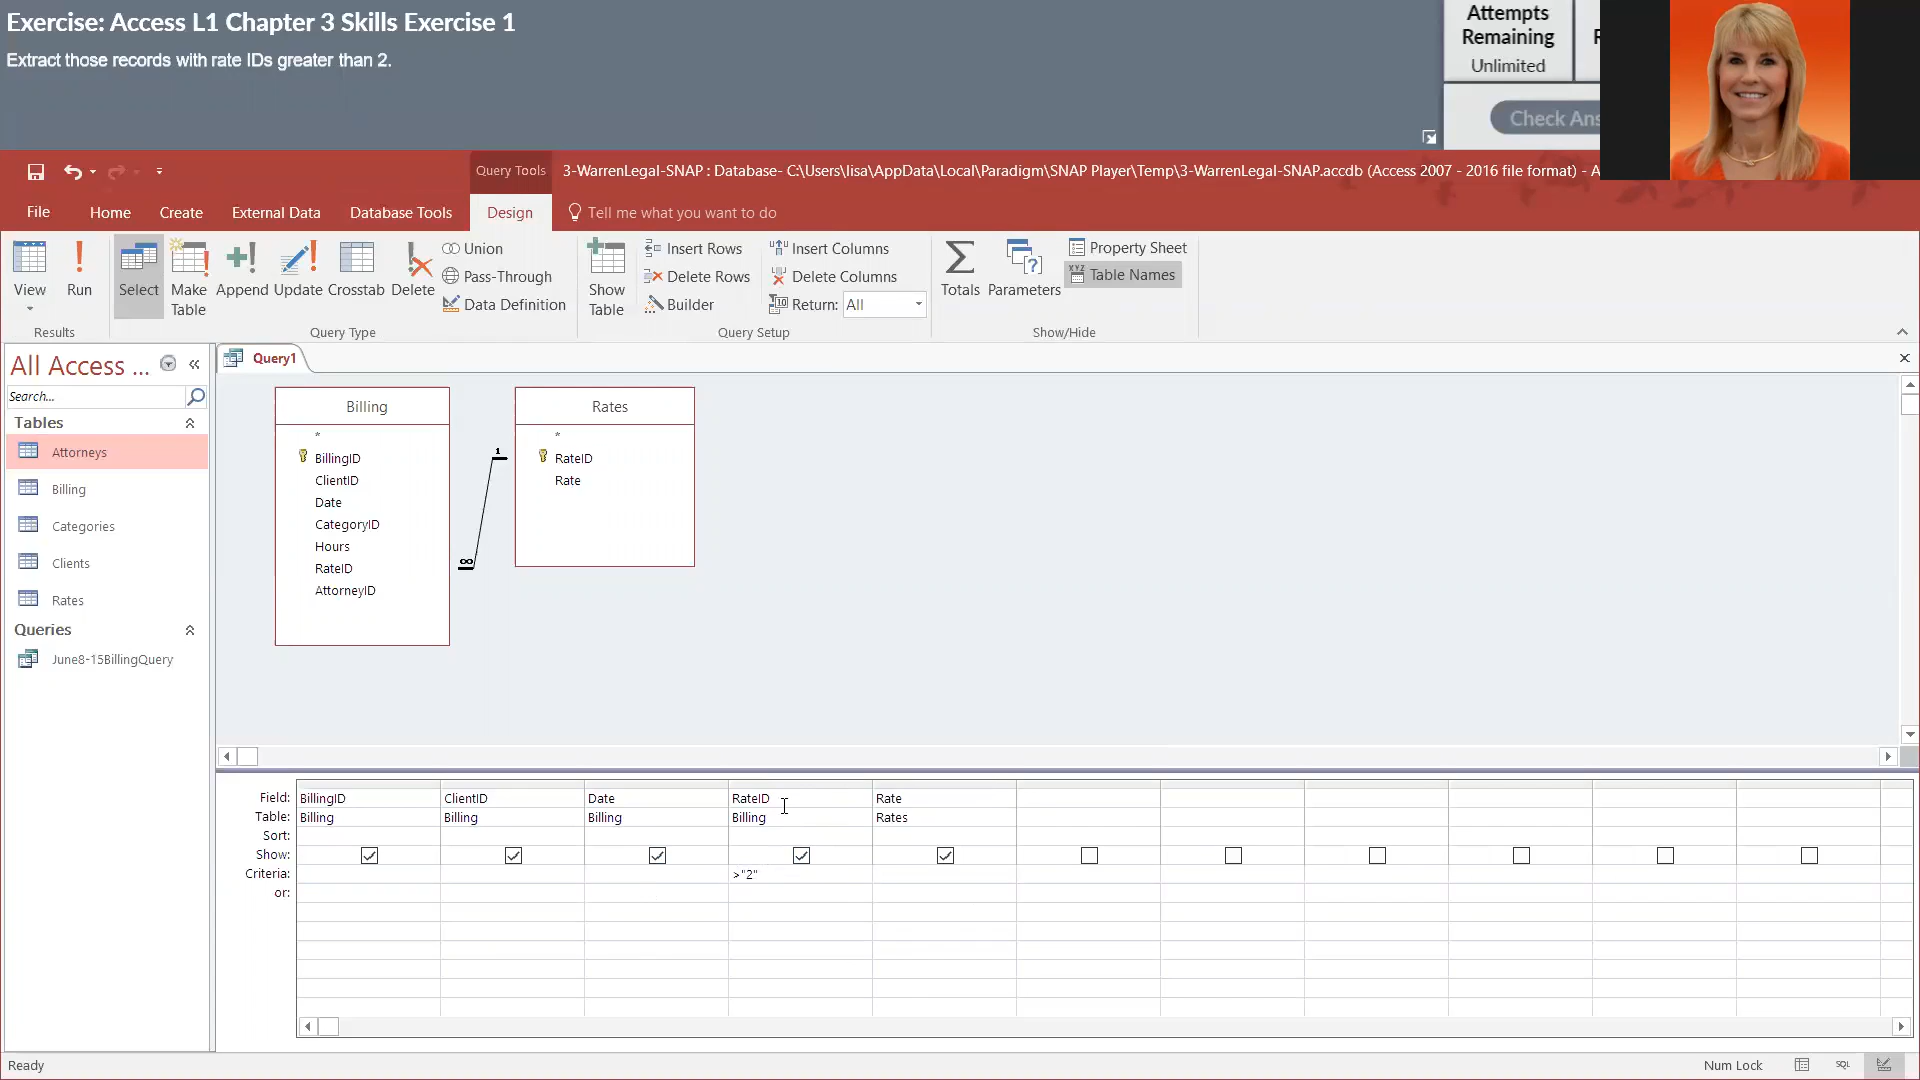 Exercise: Access L1 Chapter 3 Skills Exercise 1
Extract those records with rate IDs greater than 2.
Attempts
Remaining
Unlimited
Check Ans
Query Tools
3-WarrenLegal-SNAP : Database- C:\Users\lisa\AppData\Local\Paradigm\SNAP Player\Temp\3-WarrenLegal-SNAP.accdb (Access 2007 - 2016 file format) - A
File Home Create External Data Database Tools Design Tell me what you want to do
View
Run
Select
Make
Table
Append
Update
Crosstab
Delete
Union
Pass-Through
Data Definition
Show
Table
Insert Rows
Delete Rows
Builder
Insert Columns
Delete Columns
Return: All
Totals
Parameters
Property Sheet
Table Names
Results
Query Type
Query Setup
Show/Hide
All Access ...
Search...
Tables
Attorneys
Billing
Categories
Clients
Rates
Queries
June8-15BillingQuery
Query1
Billing
*
BillingID
ClientID
Date
CategoryID
Hours
RateID
AttorneyID
1
∞
Rates
*
RateID
Rate
Field: BillingID ClientID Date RateID Rate
Table: Billing Billing Billing Billing Rates
Sort:
Show:
Criteria: >"2"
or:
Ready
Num Lock
SQL